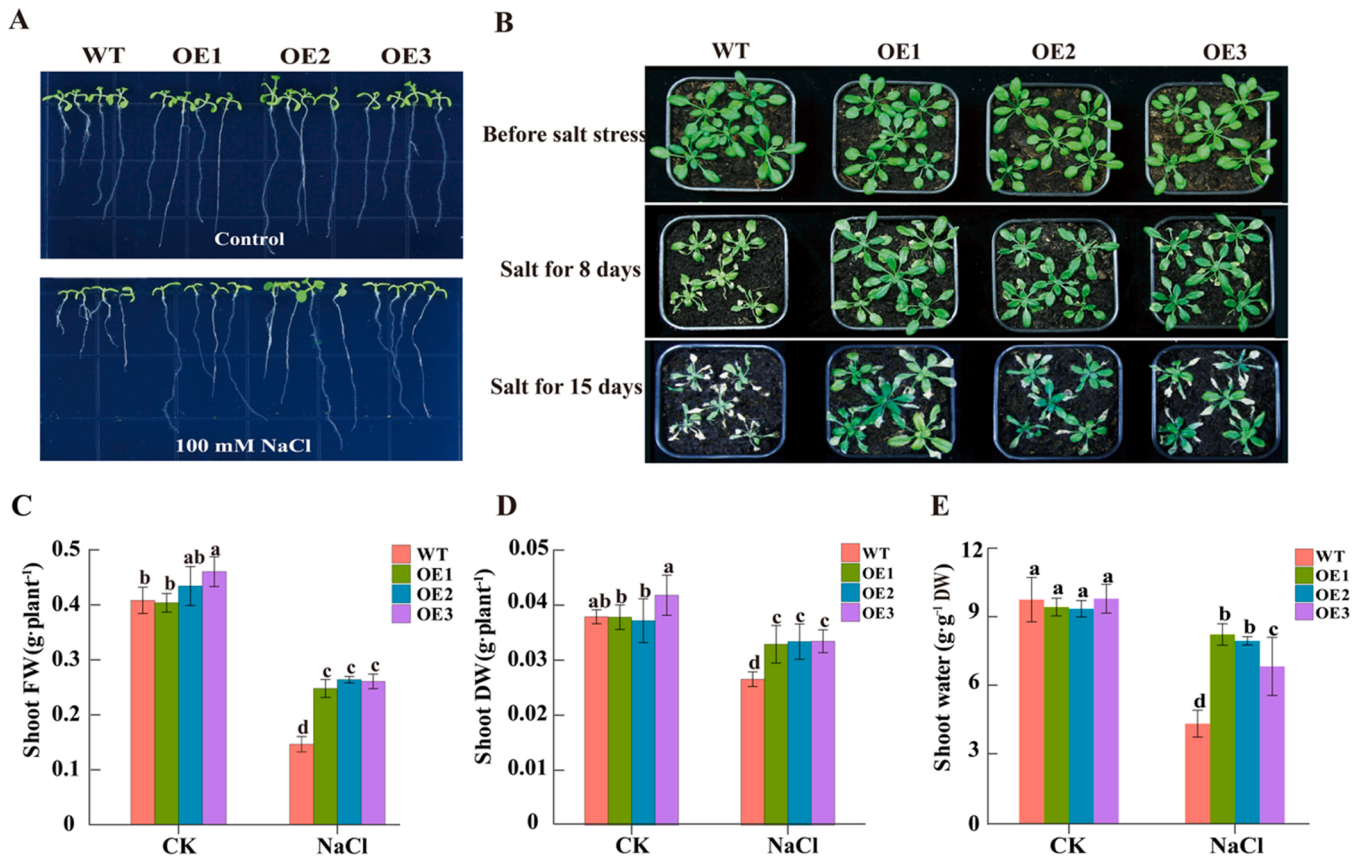 A
WT OE1 OE2 OE3
Control
100 mM NaCl
B
WT OE1 OE2 OE3
Before salt stress
Salt for 8 days
Salt for 15 days
C
Shoot FW(g·plant⁻¹)
0.5
0.4
0.3
0.2
0.1
0
b b ab a
d c c c
CK NaCl
WT
OE1
OE2
OE3
D
Shoot DW(g·plant⁻¹)
0.05
0.04
0.03
0.02
0.01
0
ab b b a
d c c c
CK NaCl
WT
OE1
OE2
OE3
E
Shoot water (g·g⁻¹ DW)
12
9
6
3
0
a a a a
d b b c
CK NaCl
WT
OE1
OE2
OE3